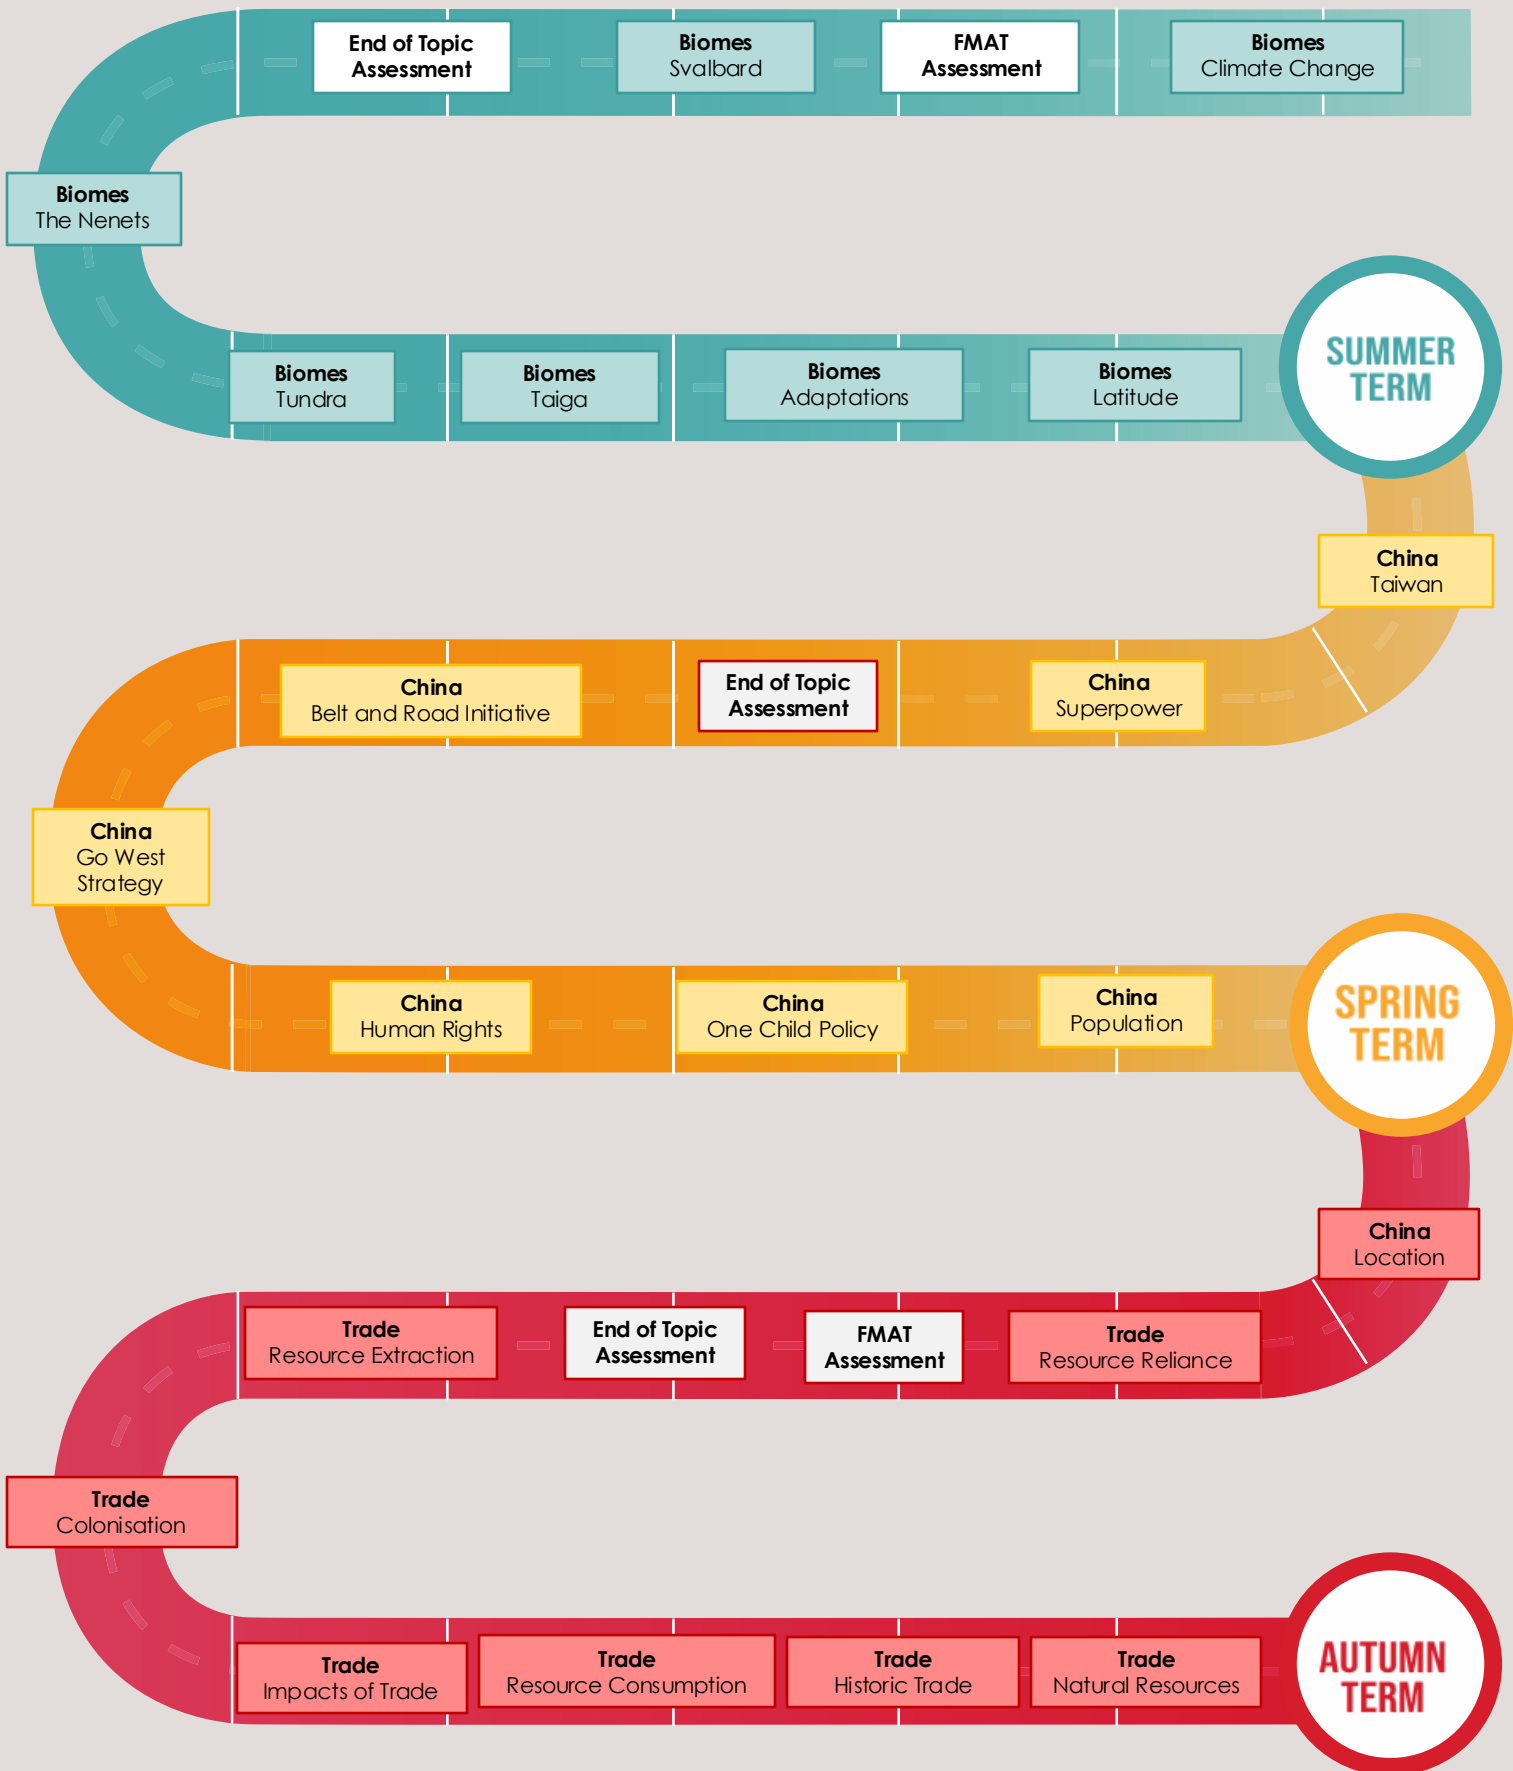 End of Topic
Assessment
Biomes
Svalbard
FMAT
Assessment
Biomes
Climate Change
Biomes
The Nenets
Biomes
Tundra
Biomes
Taiga
Biomes
Adaptations
Biomes
Latitude
SUMMER
TERM
China
Taiwan
China
Belt and Road Initiative
End of Topic
Assessment
China
Superpower
China
Go West
Strategy
China
Human Rights
China
One Child Policy
China
Population
SPRING
TERM
China
Location
Trade
Resource Extraction
End of Topic
Assessment
FMAT
Assessment
Trade
Resource Reliance
Trade
Colonisation
Trade
Impacts of Trade
Trade
Resource Consumption
Trade
Historic Trade
Trade
Natural Resources
AUTUMN
TERM